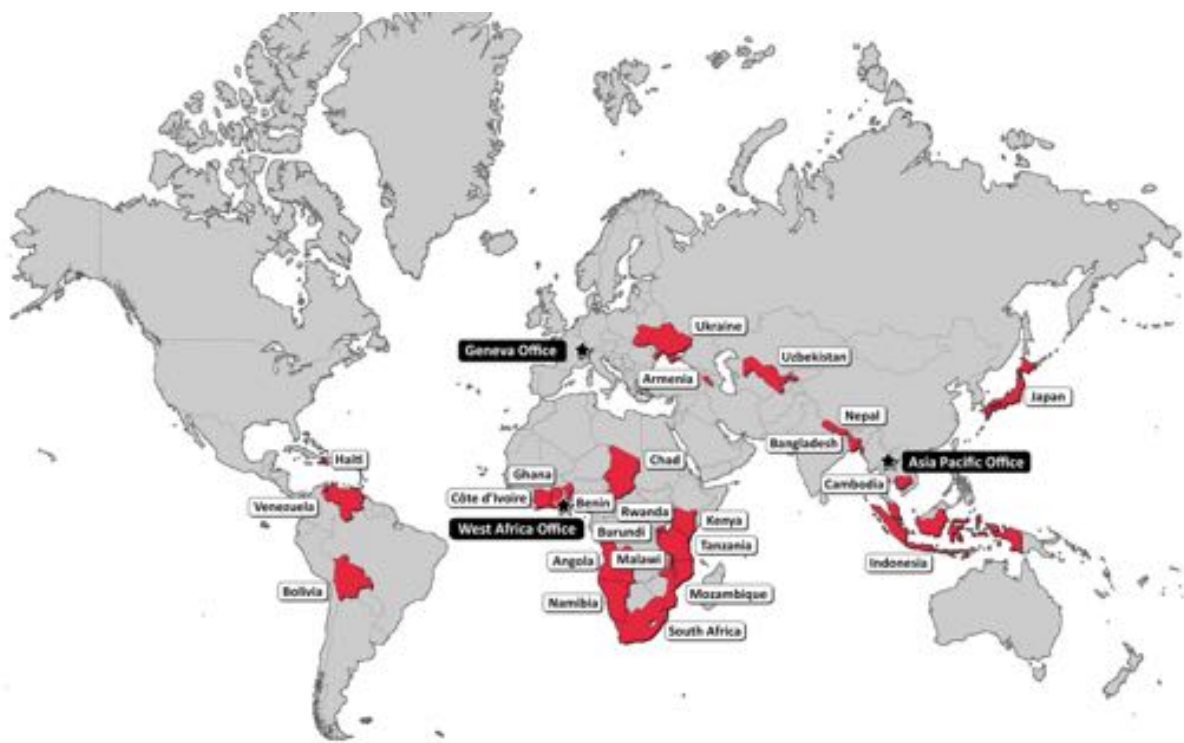 Ukraine
Geneva Office
Uzbekistan
Armenia
Japan
Nepal
Bangladesh
Haiti
Chad
Asia Pacific Office
Ghana
Cambodia
Côte d'Ivoire
Benin
Venezuela
Rwanda
Kenya
West Africa Office
Burundi
Tanzania
Angola
Malawi
Indonesia
Bolivia
Mozambique
Namibia
South Africa